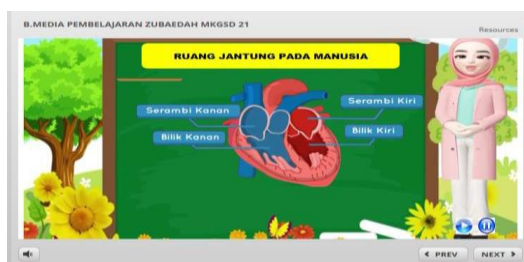 B.MEDIA PEMBELAJARAN ZUBAEDAH MKGSD 21
Resources
RUANG JANTUNG PADA MANUSIA
Serambi Kanan
Serambi Kiri
Bilik Kanan
Bilik Kiri
PREV
NEXT